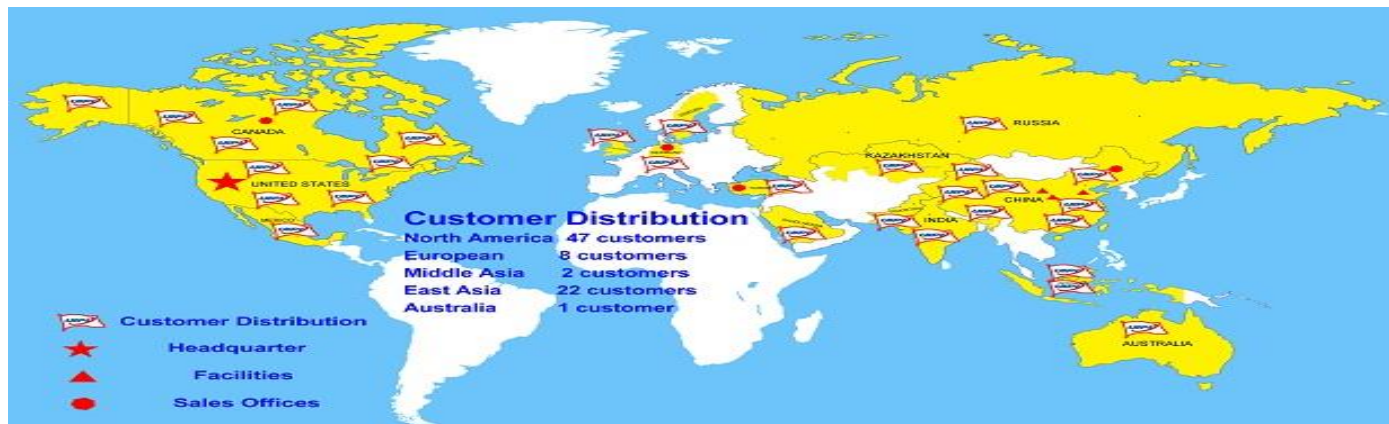 RUSSIA
CANADA
KAZAKHSTAN
UNITED STATES
CHINA
INDIA
AUSTRALIA
Customer Distribution
North America 47 customers
European 8 customers
Middle Asia 2 customers
East Asia 22 customers
Australia 1 customer
Customer Distribution
Headquarter
Facilities
Sales Offices